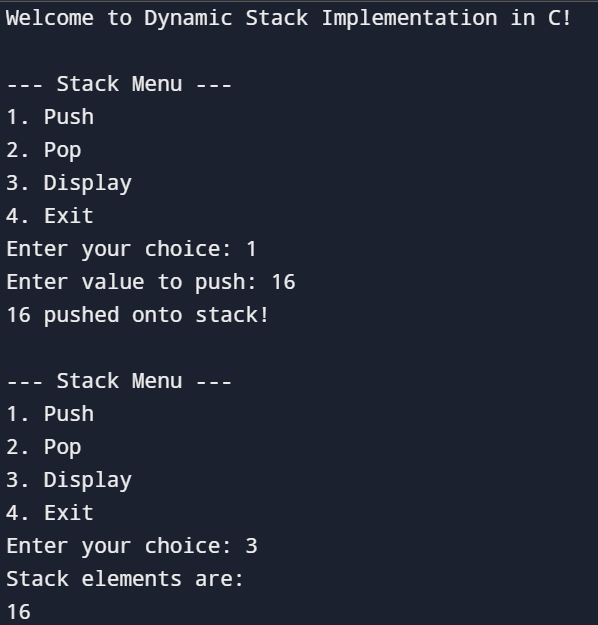 Welcome to Dynamic Stack Implementation in C!
--- Stack Menu ---
1. Push
2. Pop
3. Display
4. Exit
Enter your choice: 1
Enter value to push: 16
16 pushed onto stack!
--- Stack Menu ---
1. Push
2. Pop
3. Display
4. Exit
Enter your choice: 3
Stack elements are:
16